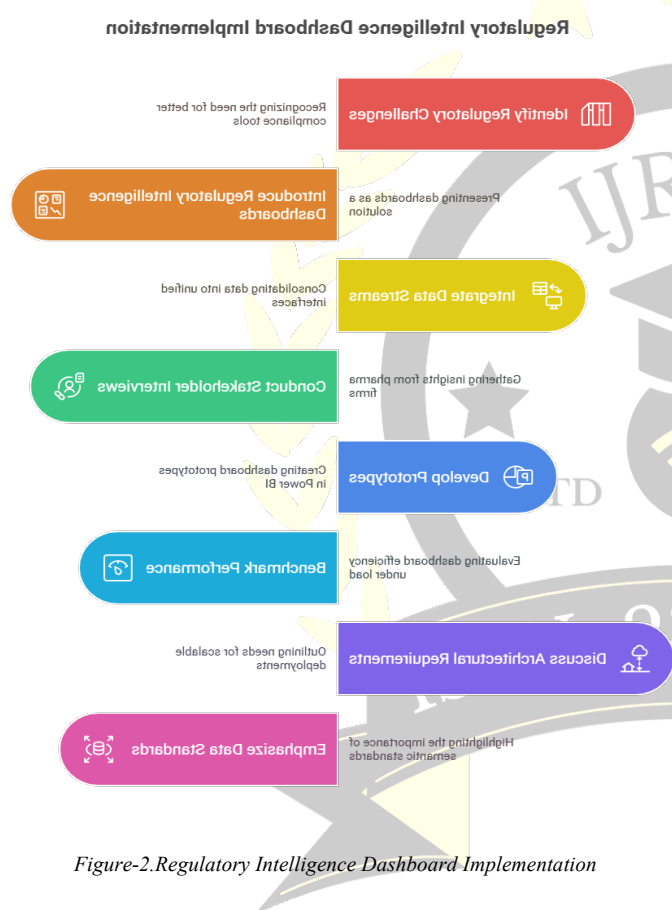 Regulatory Intelligence Dashboard Implementation
Identify Regulatory Challenges
Recognizing the need for better
compliance tools
Introduce Regulatory Intelligence
Dashboards
Presenting dashboards as a
solution
Integrate Data Streams
Consolidating data into unified
interfaces
Conduct Stakeholder Interviews
Gathering insights from pharma
firms
Develop Prototypes
Creating dashboard prototypes
in Power BI
Benchmark Performance
Evaluating dashboard efficiency
under load
Discuss Architectural Requirements
Outlining needs for scalable
deployments
Emphasize Data Standards
Highlighting the importance of
semantic standards
IJR
TD
Figure-2.Regulatory Intelligence Dashboard Implementation